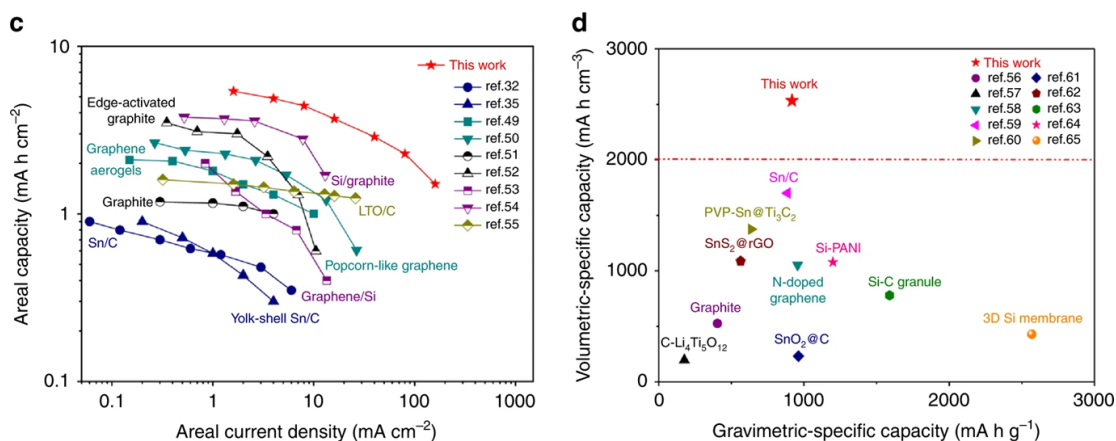 c
Areal capacity (mA h cm⁻²)
10
1
0.1
0.1
1
10
100
1000
Areal current density (mA cm⁻²)
Edge-activated
graphite
Graphene
aerogels
Graphite
Sn/C
Yolk-shell Sn/C
Si/graphite
LTO/C
Popcorn-like graphene
Graphene/Si
This work
ref.32
ref.35
ref.49
ref.50
ref.51
ref.52
ref.53
ref.54
ref.55
d
Volumetric-specific capacity (mA h cm⁻³)
3000
2000
1000
0
0
1000
2000
3000
Gravimetric-specific capacity (mA h g⁻¹)
This work
Sn/C
PVP-Sn@Ti₃C₂
SnS₂@rGO
Si-PANI
N-doped
graphene
Si-C granule
Graphite
3D Si membrane
C-Li₄Ti₅O₁₂
SnO₂@C
This work
ref.56
ref.61
ref.57
ref.62
ref.58
ref.63
ref.59
ref.64
ref.60
ref.65